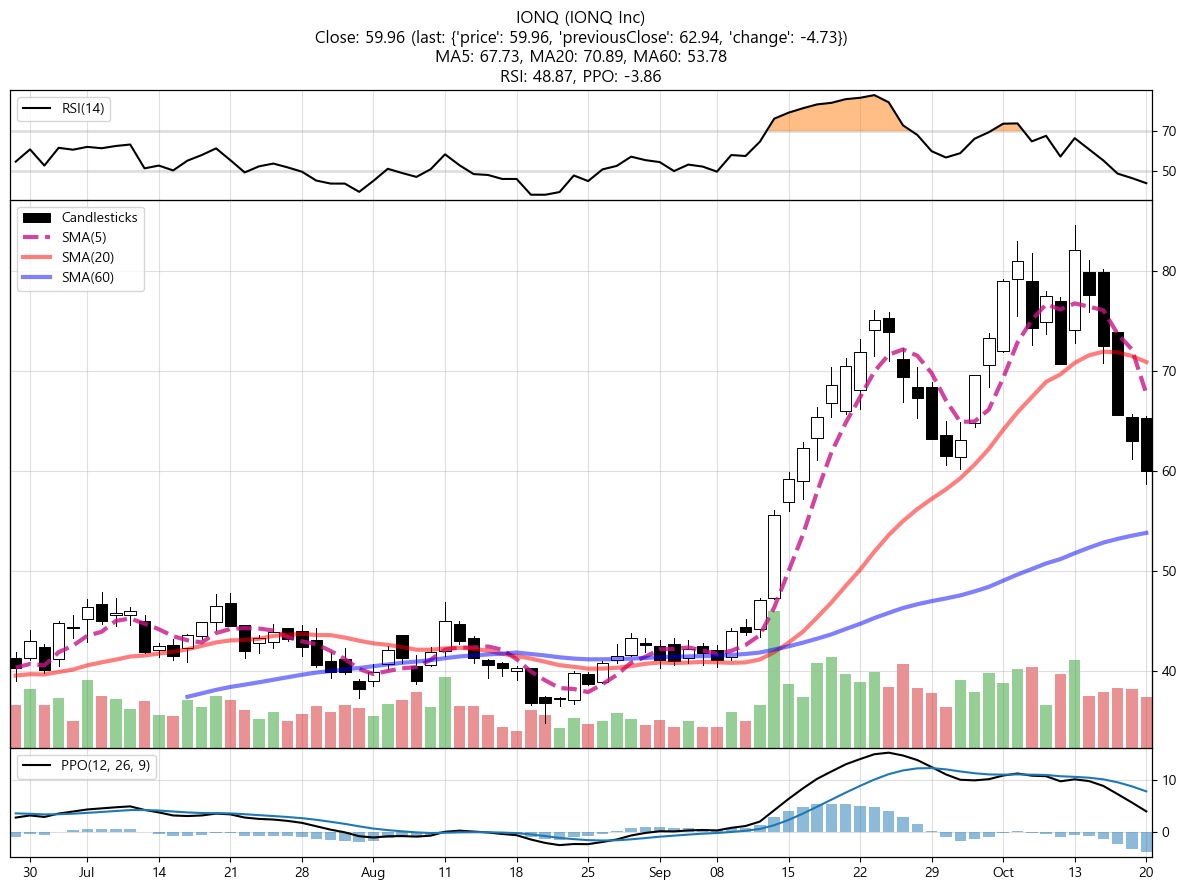 IONQ (IONQ Inc)
Close: 59.96 (last: {'price': 59.96, 'previousClose': 62.94, 'change': -4.73})
MA5: 67.73, MA20: 70.89, MA60: 53.78
RSI: 48.87, PPO: -3.86
RSI(14)
70
50
Candlesticks
SMA(5)
SMA(20)
SMA(60)
80
70
60
50
40
PPO(12, 26, 9)
10
0
30 Jul 14 21 28 Aug 11 18 25 Sep 08 15 22 29 Oct 13 20